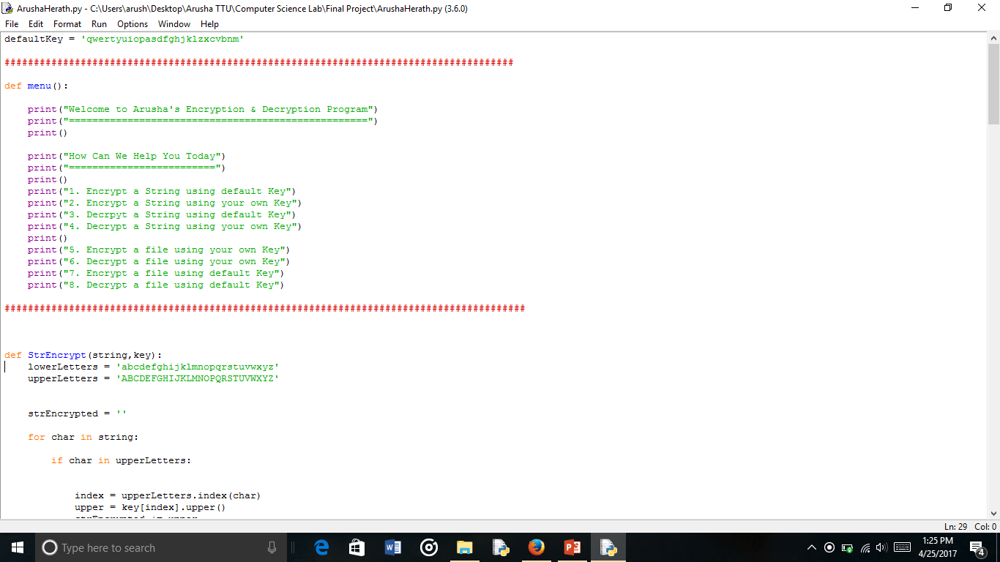 ArushaHerath.py - C:\Users\arush\Desktop\Arusha TTU\Computer Science Lab\Final Project\ArushaHerath.py (3.6.0)
File Edit Format Run Options Window Help
defaultKey = 'qwertyuiopasdfghjklzxcvbnm'
#######################################################################################
def menu():
    print("Welcome to Arusha's Encryption & Decryption Program")
    print("===================================================")
    print()
    print("How Can We Help You Today")
    print("=========================")
    print()
    print("1. Encrypt a String using default Key")
    print("2. Encrypt a String using your own Key")
    print("3. Decrpyt a String using default Key")
    print("4. Decrypt a String using your own Key")
    print()
    print("5. Encrypt a file using your own Key")
    print("6. Decrypt a file using your own Key")
    print("7. Encrypt a file using default Key")
    print("8. Decrypt a file using default Key")
#########################################################################################
def StrEncrypt(string,key):
    lowerLetters = 'abcdefghijklmnopqrstuvwxyz'
    upperLetters = 'ABCDEFGHIJKLMNOPQRSTUVWXYZ'
    strEncrypted = ''
    for char in string:
        if char in upperLetters:
            index = upperLetters.index(char)
            upper = key[index].upper()
Ln: 29 Col: 0
Type here to search
1:25 PM
4/25/2017
4